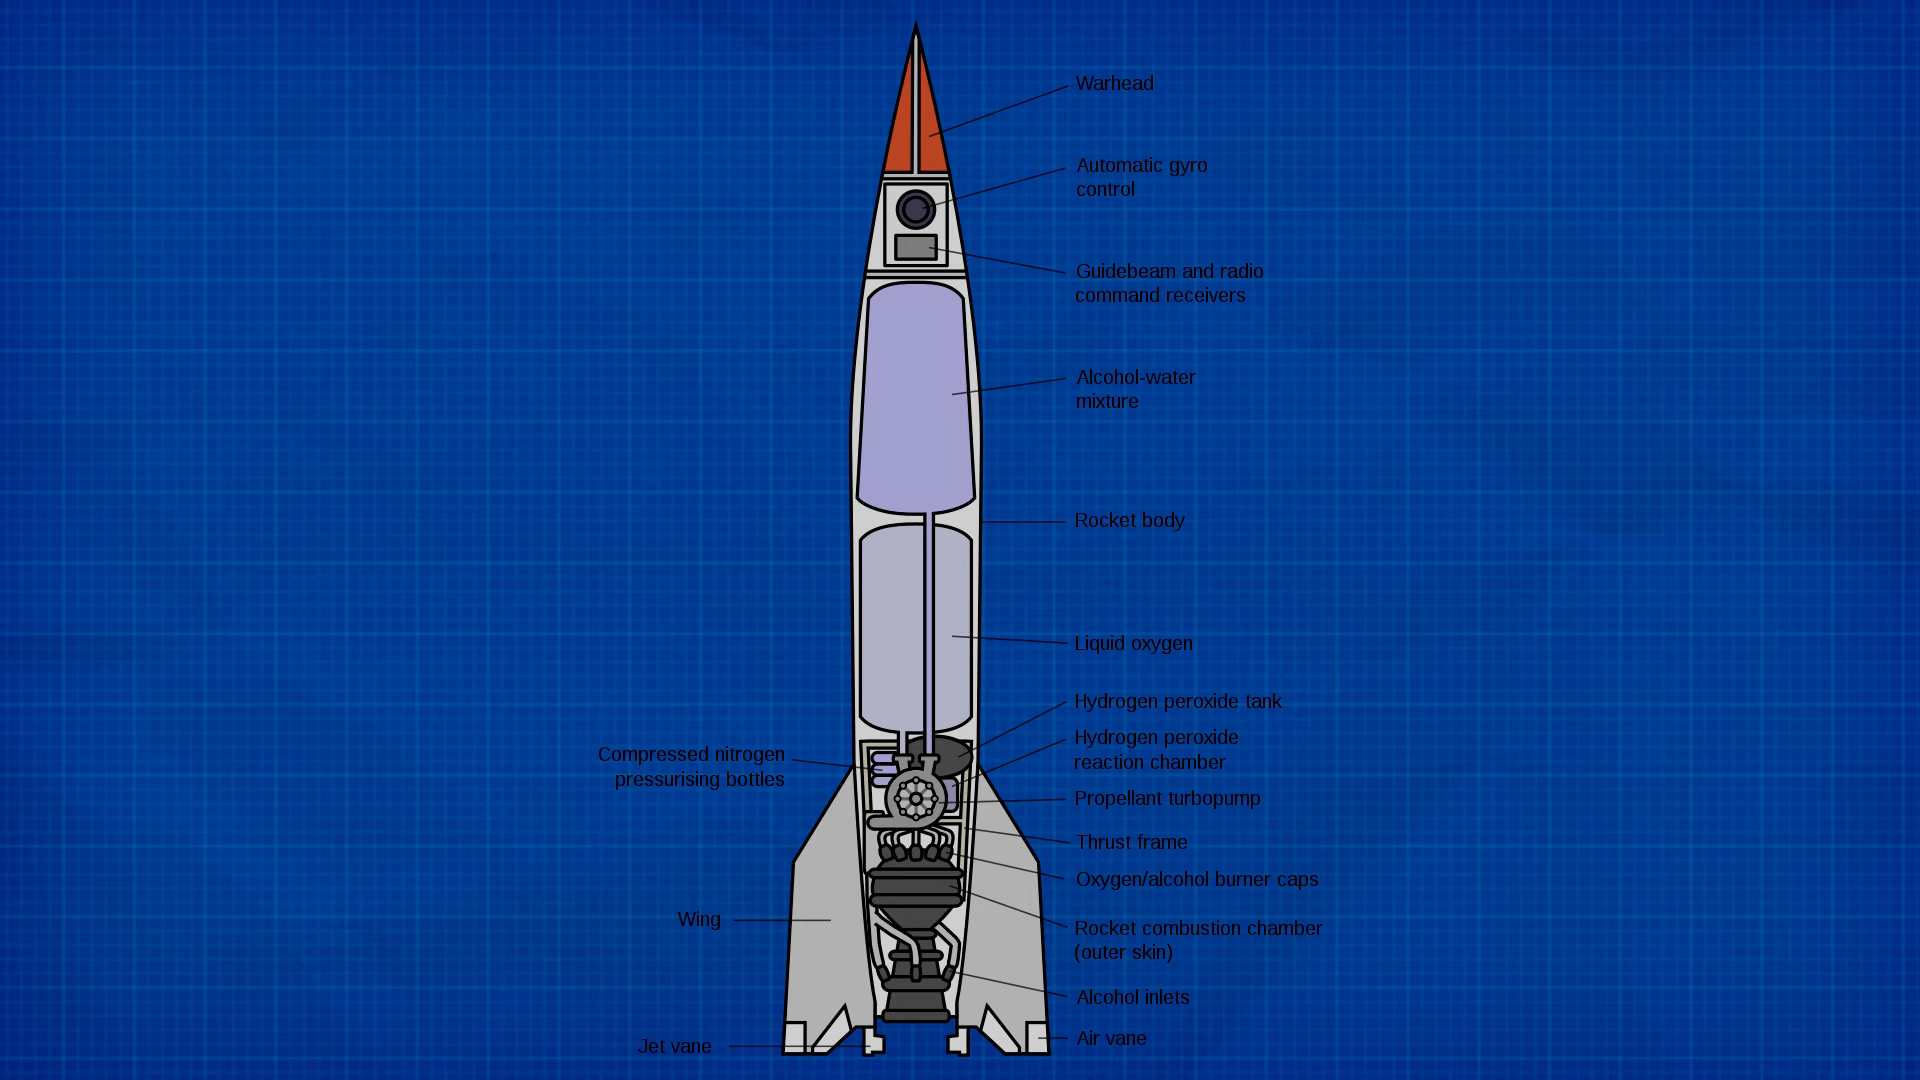 Warhead
Automatic gyro
control
Guidebeam and radio
command receivers
Alcohol-water
mixture
Rocket body
Liquid oxygen
Hydrogen peroxide tank
Hydrogen peroxide
reaction chamber
Compressed nitrogen
pressurising bottles
Propellant turbopump
Thrust frame
Oxygen/alcohol burner caps
Wing
Rocket combustion chamber
(outer skin)
Alcohol inlets
Air vane
Jet vane